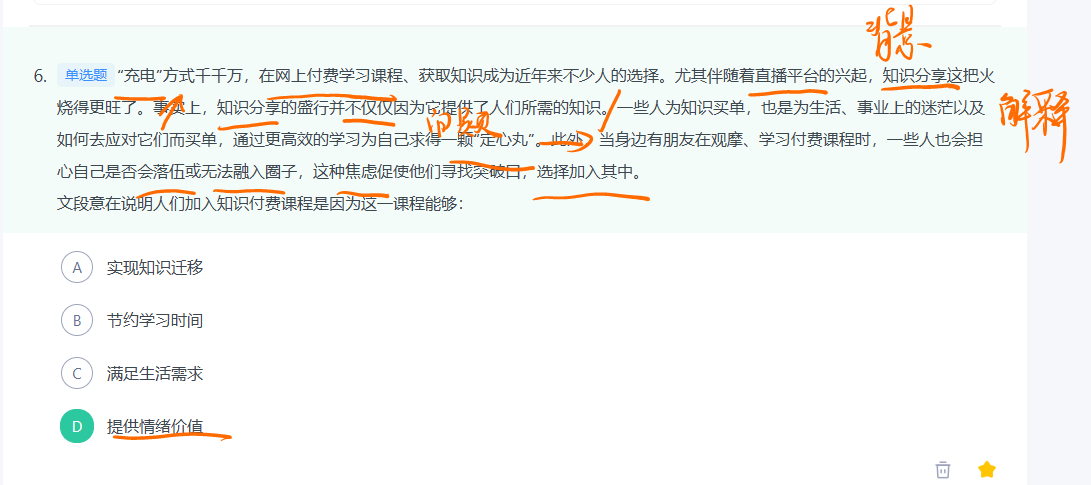 背景
6. 单选题 “充电”方式千千万，在网上付费学习课程、获取知识成为近年来不少人的选择。尤其伴随着直播平台的兴起，知识分享这把火
烧得更旺了。事实上，知识分享的盛行并不仅仅因为它提供了人们所需的知识。一些人为知识买单，也是为生活、事业上的迷茫以及
解释
问题
如何去应对它们而买单，通过更高效的学习为自己求得一颗“定心丸”。此外，当身边有朋友在观摩、学习付费课程时，一些人也会担
心自己是否会落伍或无法融入圈子，这种焦虑促使他们寻找突破口，选择加入其中。
文段意在说明人们加入知识付费课程是因为这一课程能够：
A 实现知识迁移
B 节约学习时间
C 满足生活需求
D 提供情绪价值